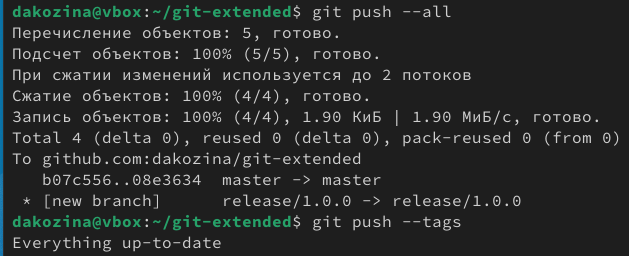 dakozina@vbox:~/git-extended$ git push --all
Перечисление объектов: 5, готово.
Подсчет объектов: 100% (5/5), готово.
При сжатии изменений используется до 2 потоков
Сжатие объектов: 100% (4/4), готово.
Запись объектов: 100% (4/4), 1.90 КиБ | 1.90 МиБ/с, готово.
Total 4 (delta 0), reused 0 (delta 0), pack-reused 0 (from 0)
To github.com:dakozina/git-extended
   b07c556..08e3634  master -> master
 * [new branch]      release/1.0.0 -> release/1.0.0
dakozina@vbox:~/git-extended$ git push --tags
Everything up-to-date